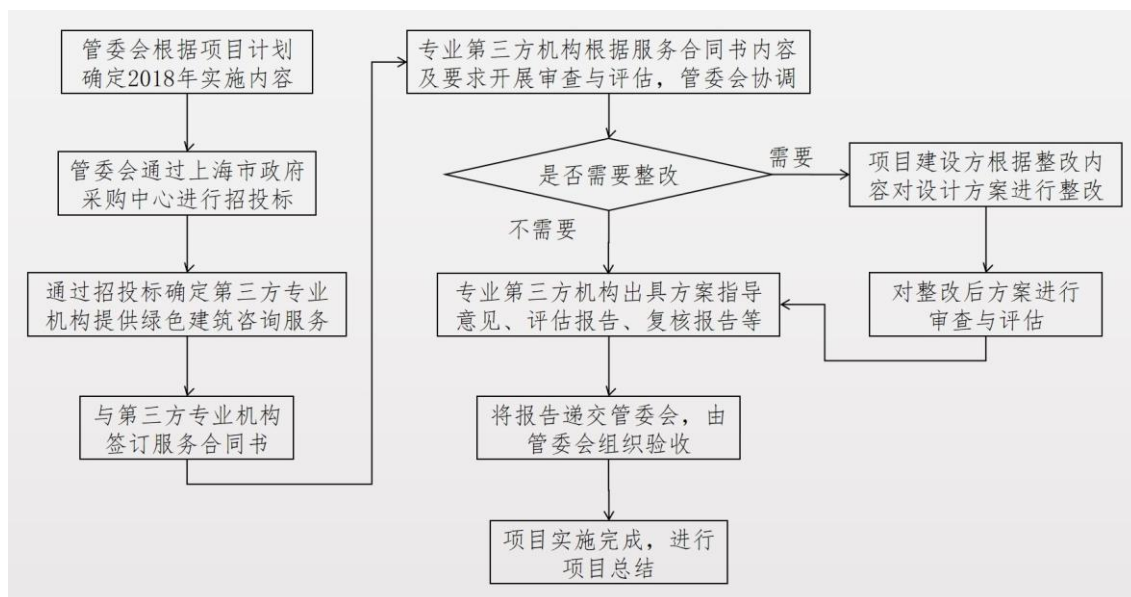 管委会根据项目计划
确定2018年实施内容
管委会通过上海市政府
采购中心进行招投标
通过招投标确定第三方专业
机构提供绿色建筑咨询服务
与第三方专业机构
签订服务合同书
专业第三方机构根据服务合同书内容
及要求开展审查与评估，管委会协调
是否需要整改
需要
不需要
项目建设方根据整改内
容对设计方案进行整改
对整改后方案进行
审查与评估
专业第三方机构出具方案指导
意见、评估报告、复核报告等
将报告递交管委会，由
管委会组织验收
项目实施完成，进行
项目总结